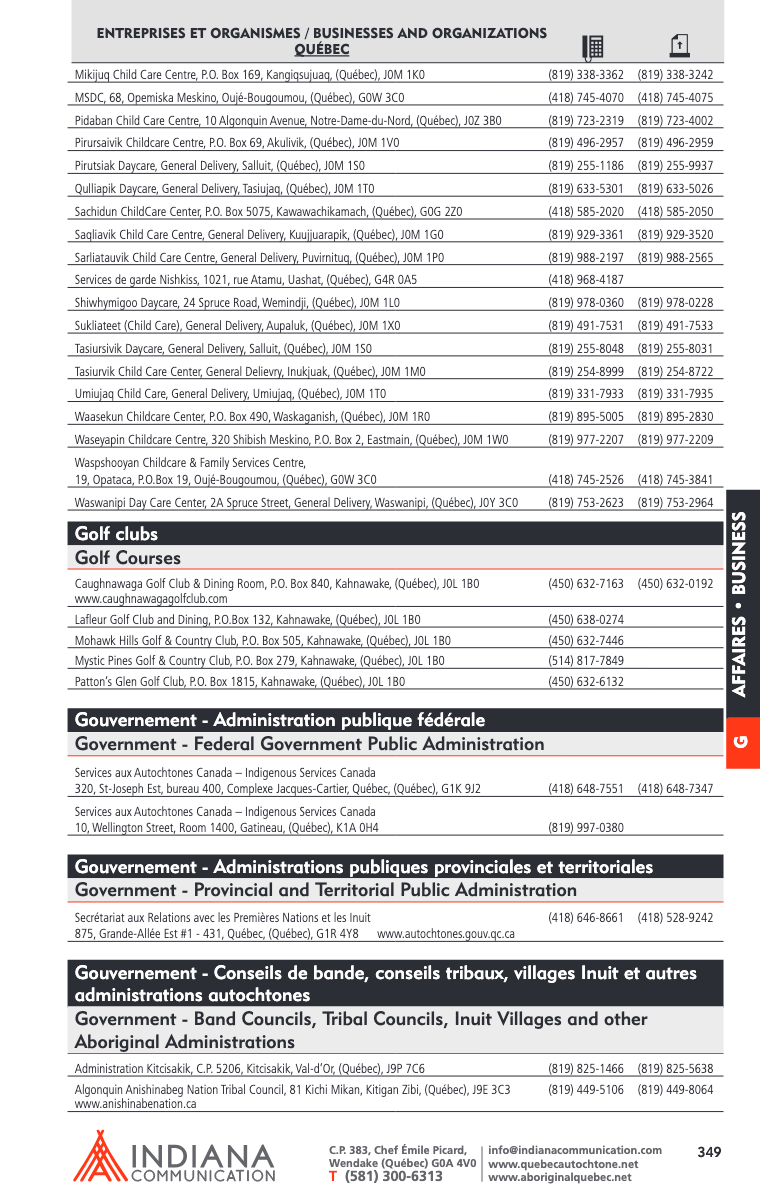 ENTREPRISES ET ORGANISMES / BUSINESSES AND ORGANIZATIONS
QUÉBEC
Mikijuq Child Care Centre, P.O. Box 169, Kangiqsujuaq, (Québec), J0M 1K0 (819) 338-3362 (819) 338-3242
MSDC, 68, Opemiska Meskino, Oujé-Bougoumou, (Québec), G0W 3C0 (418) 745-4070 (418) 745-4075
Pidaban Child Care Centre, 10 Algonquin Avenue, Notre-Dame-du-Nord, (Québec), J0Z 3B0 (819) 723-2319 (819) 723-4002
Pirursaivik Childcare Centre, P.O. Box 69, Akulivik, (Québec), J0M 1V0 (819) 496-2957 (819) 496-2959
Pirutsiak Daycare, General Delivery, Salluit, (Québec), J0M 1S0 (819) 255-1186 (819) 255-9937
Qulliapik Daycare, General Delivery, Tasiujaq, (Québec), J0M 1T0 (819) 633-5301 (819) 633-5026
Sachidun ChildCare Center, P.O. Box 5075, Kawawachikamach, (Québec), G0G 2Z0 (418) 585-2020 (418) 585-2050
Saqliavik Child Care Centre, General Delivery, Kuujjuarapik, (Québec), J0M 1G0 (819) 929-3361 (819) 929-3520
Sarliatauvik Child Care Centre, General Delivery, Puvirnituq, (Québec), J0M 1P0 (819) 988-2197 (819) 988-2565
Services de garde Nishkiss, 1021, rue Atamu, Uashat, (Québec), G4R 0A5 (418) 968-4187
Shiwhymigoo Daycare, 24 Spruce Road, Wemindji, (Québec), J0M 1L0 (819) 978-0360 (819) 978-0228
Sukliateet (Child Care), General Delivery, Aupaluk, (Québec), J0M 1X0 (819) 491-7531 (819) 491-7533
Tasiursivik Daycare, General Delivery, Salluit, (Québec), J0M 1S0 (819) 255-8048 (819) 255-8031
Tasiurvik Child Care Center, General Delievry, Inukjuak, (Québec), J0M 1M0 (819) 254-8999 (819) 254-8722
Umiujaq Child Care, General Delivery, Umiujaq, (Québec), J0M 1T0 (819) 331-7933 (819) 331-7935
Waasekun Childcare Center, P.O. Box 490, Waskaganish, (Québec), J0M 1R0 (819) 895-5005 (819) 895-2830
Waseyapin Childcare Centre, 320 Shibish Meskino, P.O. Box 2, Eastmain, (Québec), J0M 1W0 (819) 977-2207 (819) 977-2209
Waspshooyan Childcare & Family Services Centre,
19, Opataca, P.O.Box 19, Oujé-Bougoumou, (Québec), G0W 3C0 (418) 745-2526 (418) 745-3841
Waswanipi Day Care Center, 2A Spruce Street, General Delivery, Waswanipi, (Québec), J0Y 3C0 (819) 753-2623 (819) 753-2964
Golf clubs
Golf Courses
Caughnawaga Golf Club & Dining Room, P.O. Box 840, Kahnawake, (Québec), J0L 1B0 (450) 632-7163 (450) 632-0192
www.caughnawagagolfclub.com
Lafleur Golf Club and Dining, P.O.Box 132, Kahnawake, (Québec), J0L 1B0 (450) 638-0274
Mohawk Hills Golf & Country Club, P.O. Box 505, Kahnawake, (Québec), J0L 1B0 (450) 632-7446
Mystic Pines Golf & Country Club, P.O. Box 279, Kahnawake, (Québec), J0L 1B0 (514) 817-7849
Patton's Glen Golf Club, P.O. Box 1815, Kahnawake, (Québec), J0L 1B0 (450) 632-6132
Gouvernement - Administration publique fédérale
Government - Federal Government Public Administration
Services aux Autochtones Canada – Indigenous Services Canada
320, St-Joseph Est, bureau 400, Complexe Jacques-Cartier, Québec, (Québec), G1K 9J2 (418) 648-7551 (418) 648-7347
Services aux Autochtones Canada – Indigenous Services Canada
10, Wellington Street, Room 1400, Gatineau, (Québec), K1A 0H4 (819) 997-0380
Gouvernement - Administrations publiques provinciales et territoriales
Government - Provincial and Territorial Public Administration
Secrétariat aux Relations avec les Premières Nations et les Inuit (418) 646-8661 (418) 528-9242
875, Grande-Allée Est #1 - 431, Québec, (Québec), G1R 4Y8 www.autochtones.gouv.qc.ca
Gouvernement - Conseils de bande, conseils tribaux, villages Inuit et autres
administrations autochtones
Government - Band Councils, Tribal Councils, Inuit Villages and other
Aboriginal Administrations
Administration Kitcisakik, C.P. 5206, Kitcisakik, Val-d'Or, (Québec), J9P 7C6 (819) 825-1466 (819) 825-5638
Algonquin Anishinabeg Nation Tribal Council, 81 Kichi Mikan, Kitigan Zibi, (Québec), J9E 3C3 (819) 449-5106 (819) 449-8064
www.anishinabenation.ca
AFFAIRES • BUSINESS
G
INDIANA
COMMUNICATION
C.P. 383, Chef Émile Picard,
Wendake (Québec) G0A 4V0
T (581) 300-6313
info@indianacommunication.com
www.quebecautochtone.net
www.aboriginalquebec.net
349